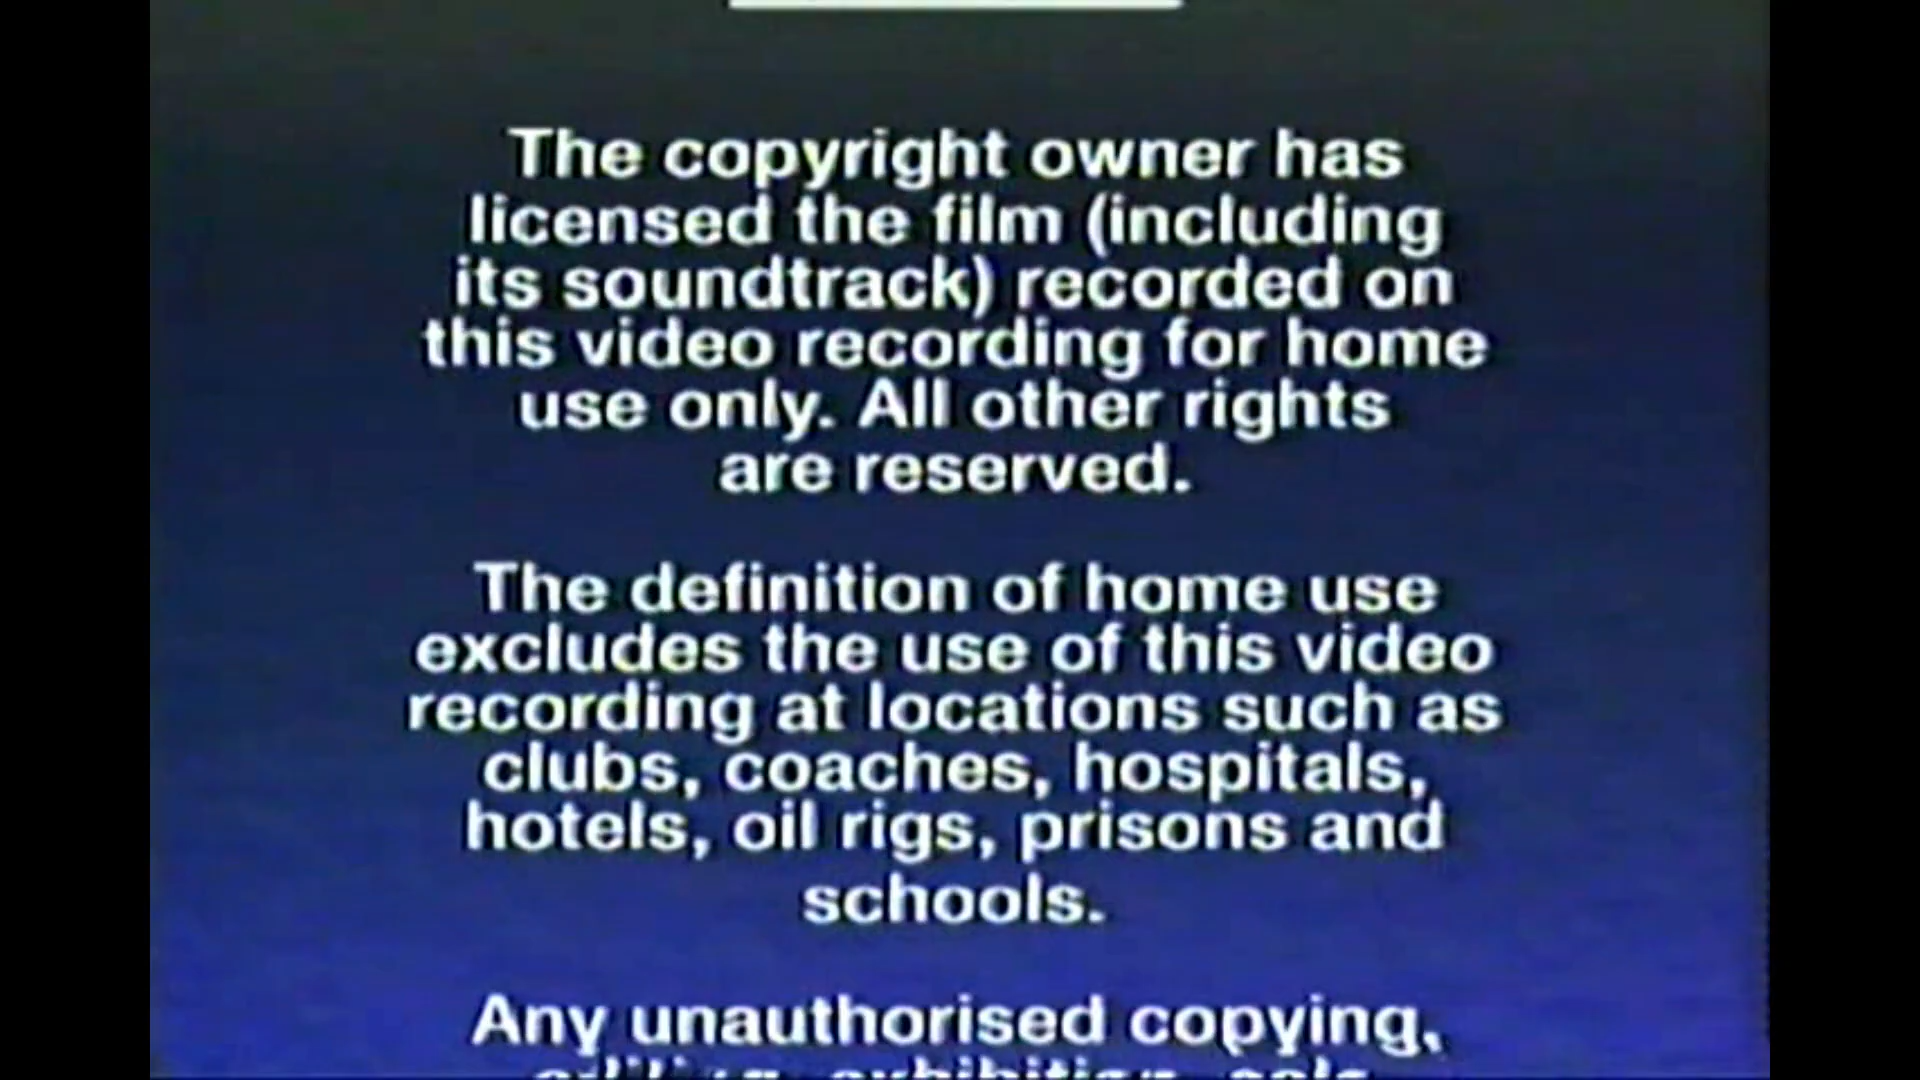 The copyright owner has
licensed the film (including
its soundtrack) recorded on
this video recording for home
use only. All other rights
are reserved.
The definition of home use
excludes the use of this video
recording at locations such as
clubs, coaches, hospitals,
hotels, oil rigs, prisons and
schools.
Any unauthorised copying,